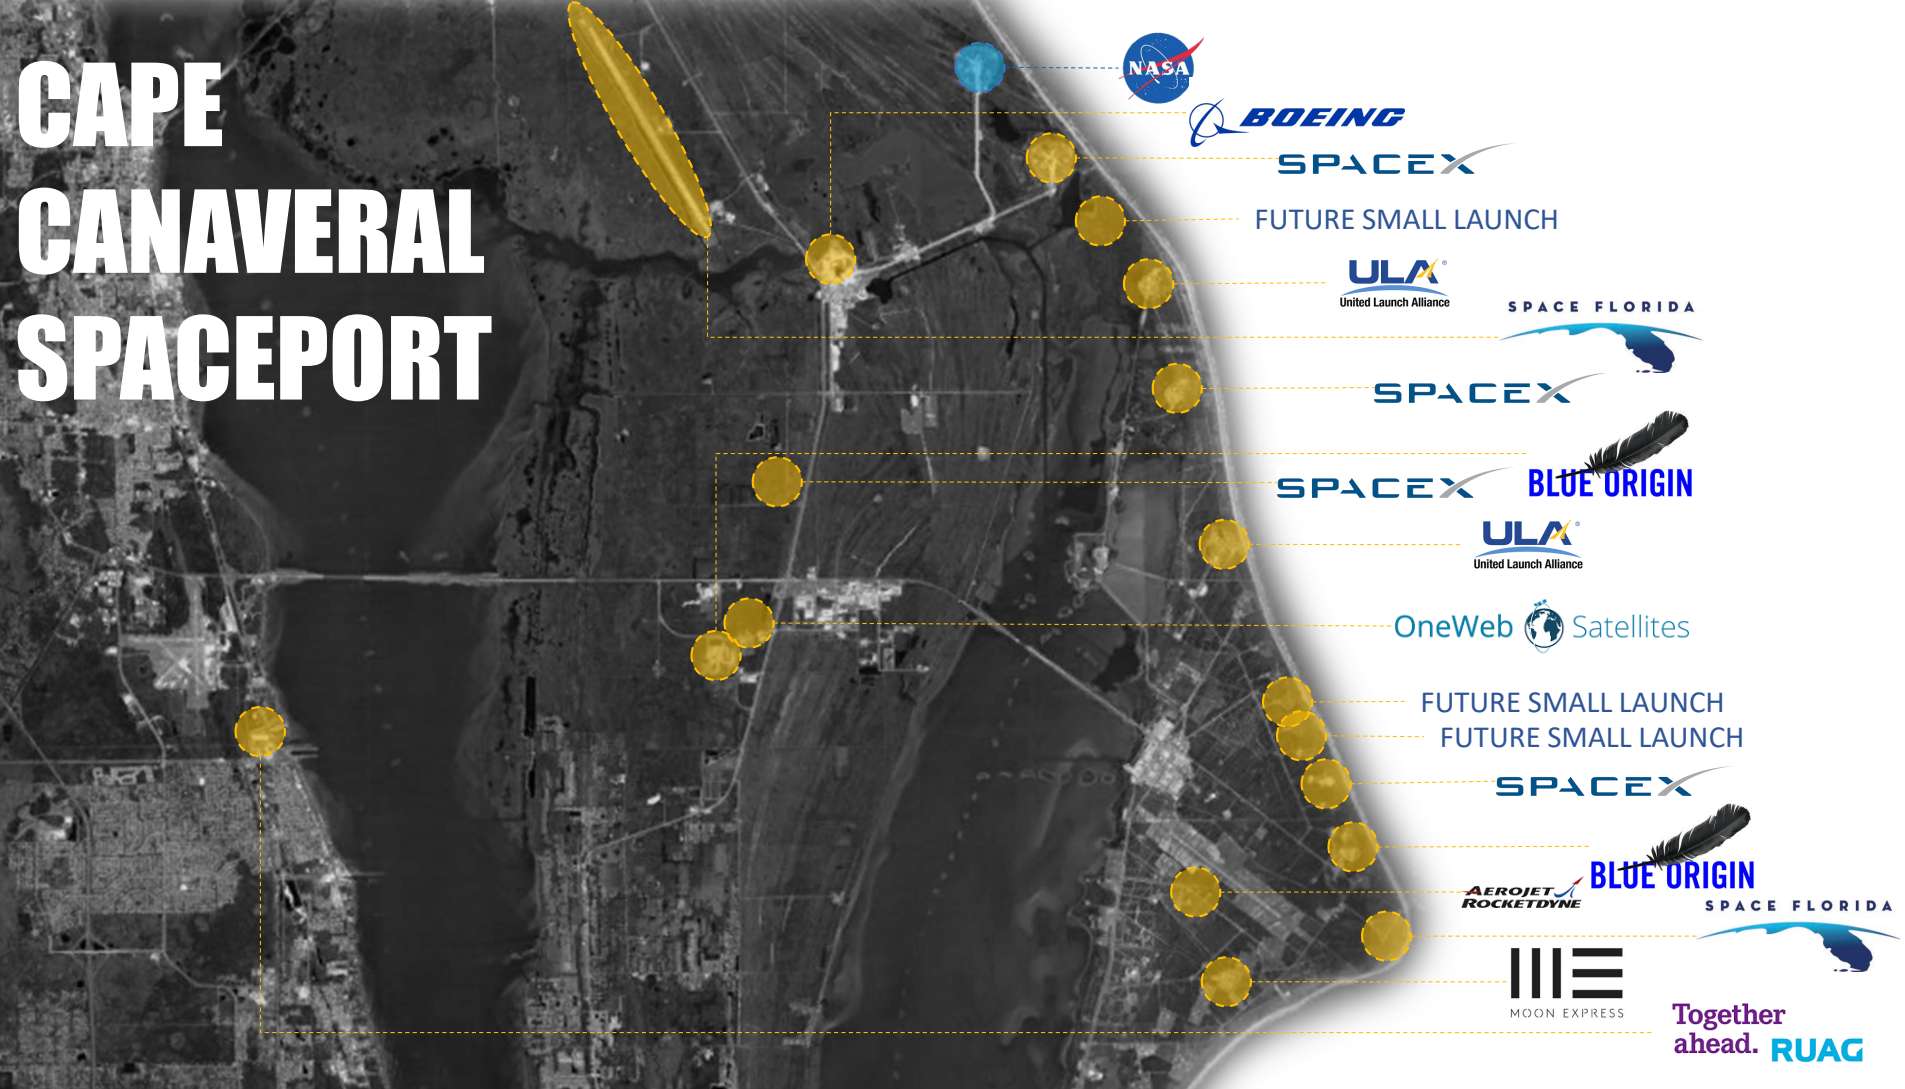 CAPE
CANAVERAL
SPACEPORT
NASA
BOEING
SPACEX
FUTURE SMALL LAUNCH
ULA
United Launch Alliance
SPACE FLORIDA
SPACEX
BLUE ORIGIN
SPACEX
ULA
United Launch Alliance
OneWeb Satellites
FUTURE SMALL LAUNCH
FUTURE SMALL LAUNCH
SPACEX
BLUE ORIGIN
AEROJET
ROCKETDYNE
SPACE FLORIDA
ME
MOON EXPRESS
Together
ahead. RUAG